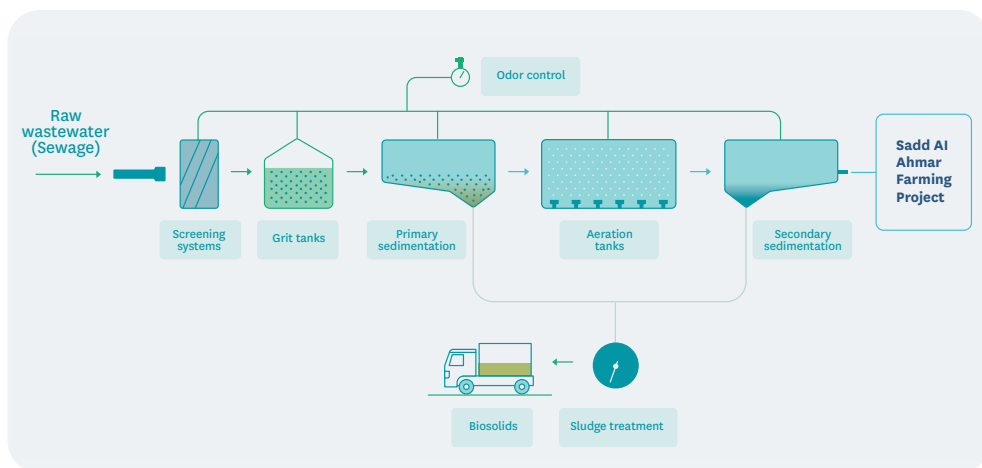 Odor control
Raw
wastewater
(Sewage)
Sadd AI
Ahmar
Farming
Project
Screening
systems
Grit tanks
Primary
sedimentation
Aeration
tanks
Secondary
sedimentation
Biosolids
Sludge treatment